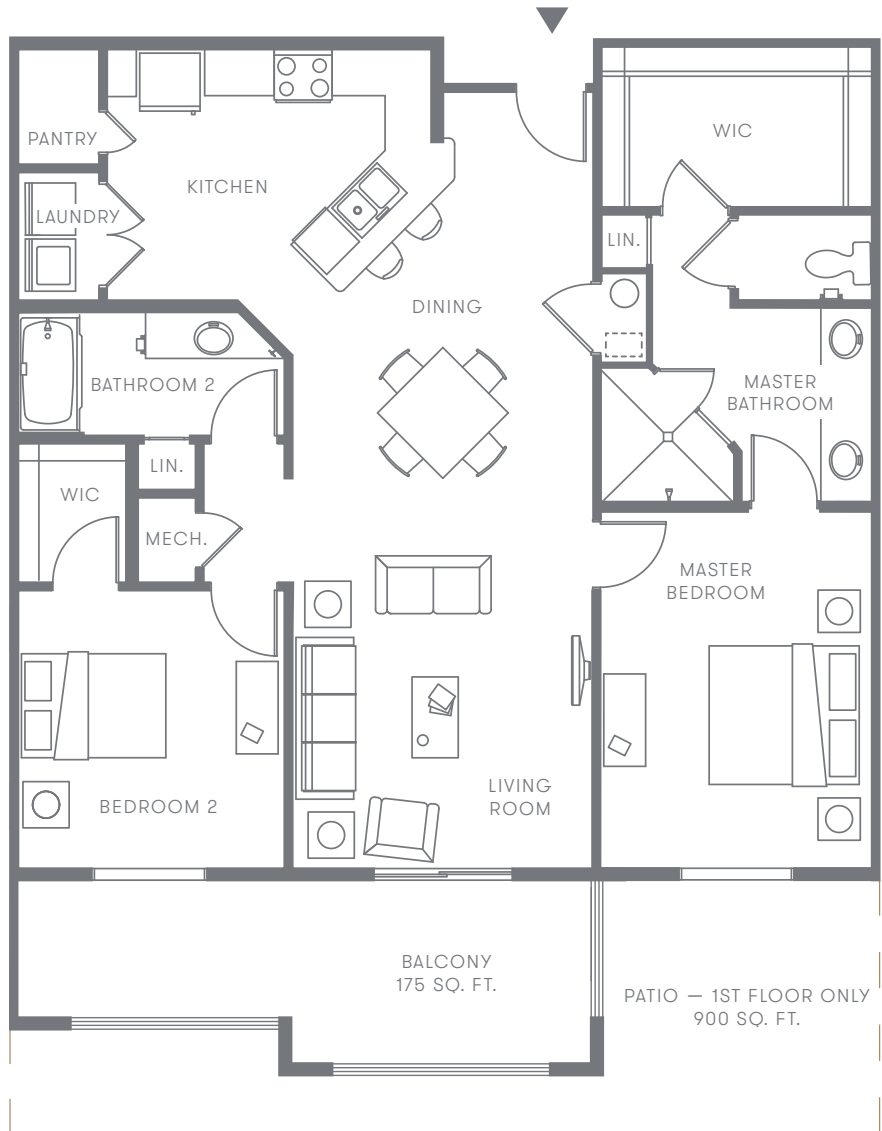 PANTRY
WIC
KITCHEN
LAUNDRY
LIN.
DINING
BATHROOM 2
MASTER
BATHROOM
LIN.
WIC
MECH.
MASTER
BEDROOM
LIVING
ROOM
BEDROOM 2
BALCONY
175 SQ. FT.
PATIO — 1ST FLOOR ONLY
900 SQ. FT.